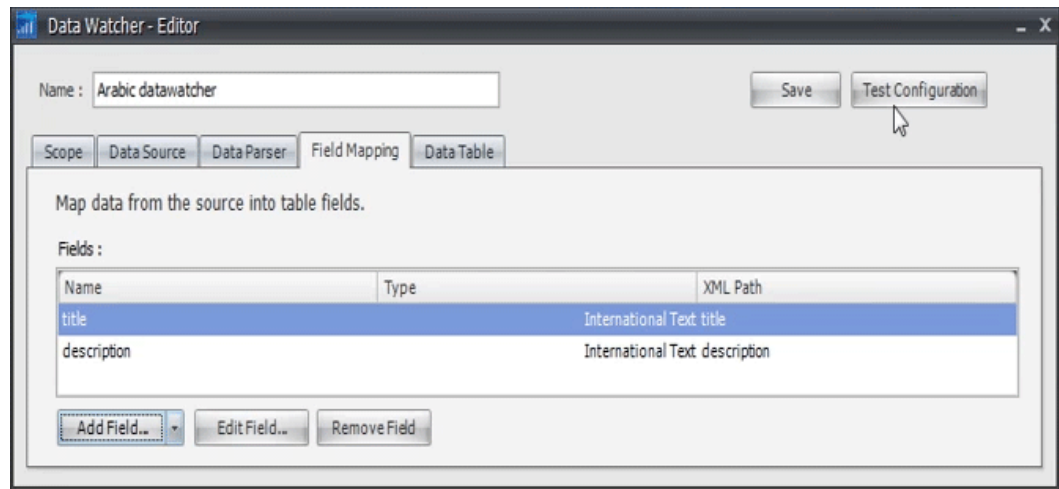 Data Watcher - Editor
Name : Arabic datawatcher Save Test Configuration
Scope Data Source Data Parser Field Mapping Data Table
Map data from the source into table fields.
Fields :
Name Type XML Path
title International Text title
description International Text description
Add Field... Edit Field... Remove Field